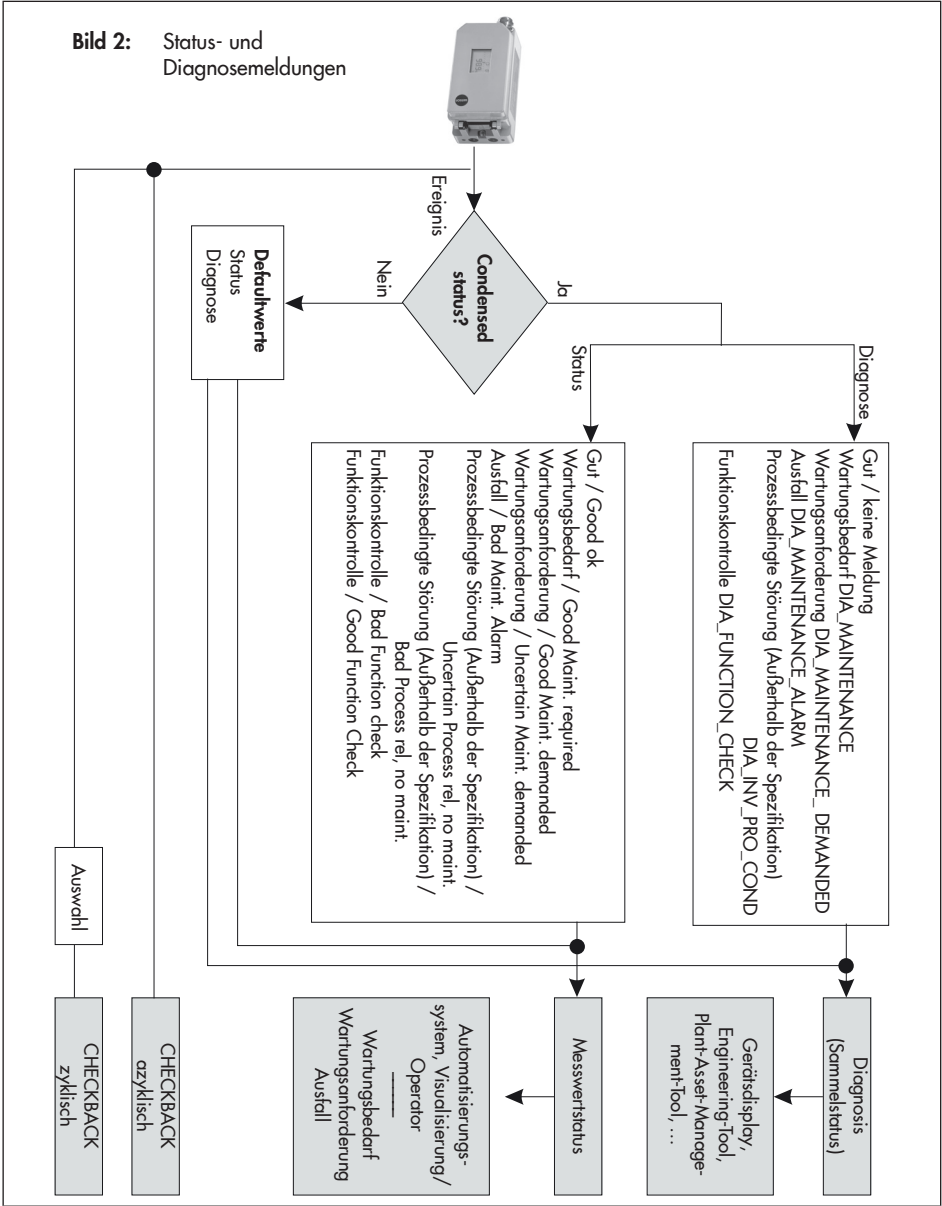 Bild 2: Status- und
Diagnosemeldungen
Ereignis
Condensed
status?
Ja
Nein
Diagnose
Status
Defaultwerte
Status
Diagnose
Gut / keine Meldung
Wartungsbedarf DIA_MAINTENANCE
Wartungsanforderung DIA_MAINTENANCE_ DEMANDED
Ausfall DIA_MAINTENANCE_ALARM
Prozessbedingte Störung (Außerhalb der Spezifikation)
DIA_INV_PRO_COND
Funktionskontrolle DIA_FUNCTION_CHECK
Gut / Good ok
Wartungsbedarf / Good Maint. required
Wartungsanforderung / Good Maint. demanded
Wartungsanforderung / Uncertain Maint. demanded
Ausfall / Bad Maint. Alarm
Prozessbedingte Störung (Außerhalb der Spezifikation) /
Uncertain Process rel, no maint.
Prozessbedingte Störung (Außerhalb der Spezifikation) /
Bad Process rel, no maint.
Funktionskontrolle / Bad Function check
Funktionskontrolle / Good Function Check
Diagnosis
(Sammelstatus)
Gerätsdisplay,
Engineering-Tool,
Plant-Asset-Manage-
ment-Tool, …
Messwertstatus
Automatisierungs-
system, Visualisierung/
Operator
Wartungsbedarf
Wartungsanforderung
Ausfall
CHECKBACK
azyklisch
Auswahl
CHECKBACK
zyklisch